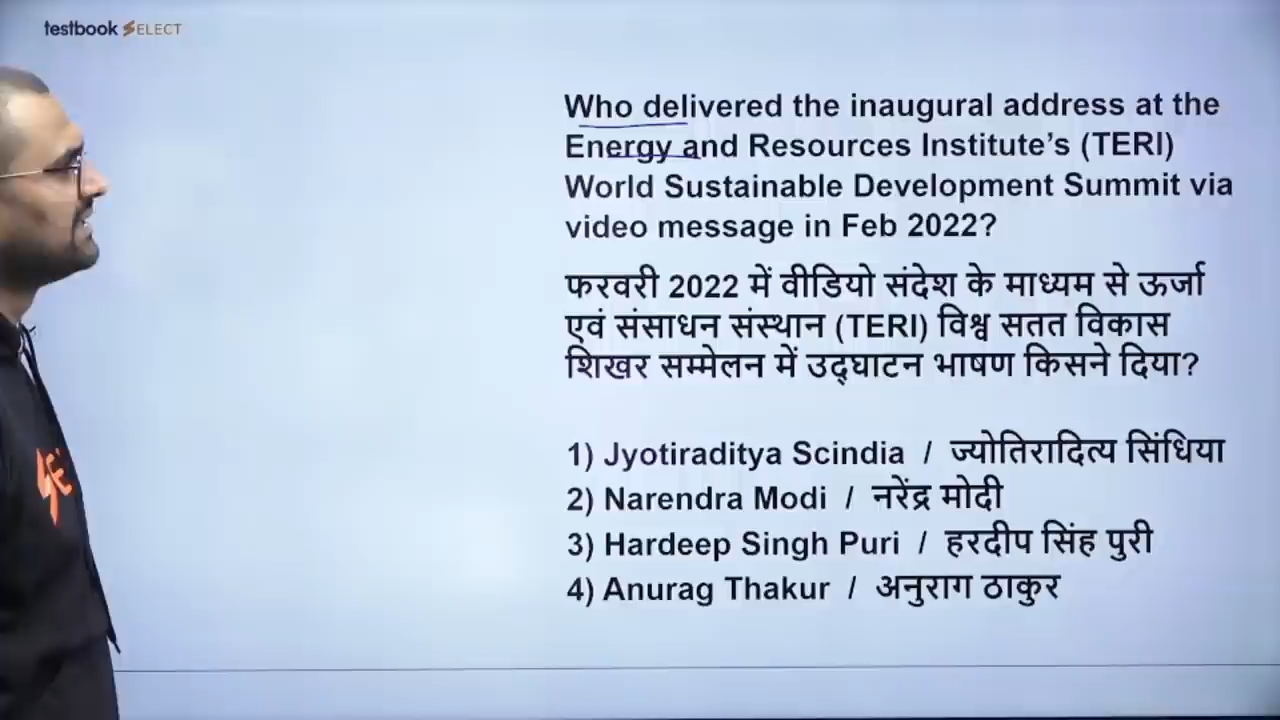 testbook SELECT
Who delivered the inaugural address at the
Energy and Resources Institute’s (TERI)
World Sustainable Development Summit via
video message in Feb 2022?
फरवरी 2022 में वीडियो संदेश के माध्यम से ऊर्जा
एवं संसाधन संस्थान (TERI) विश्व सतत विकास
शिखर सम्मेलन में उद्घाटन भाषण किसने दिया?
1) Jyotiraditya Scindia / ज्योतिरादित्य सिंधिया
2) Narendra Modi / नरेंद्र मोदी
3) Hardeep Singh Puri / हरदीप सिंह पुरी
4) Anurag Thakur / अनुराग ठाकुर